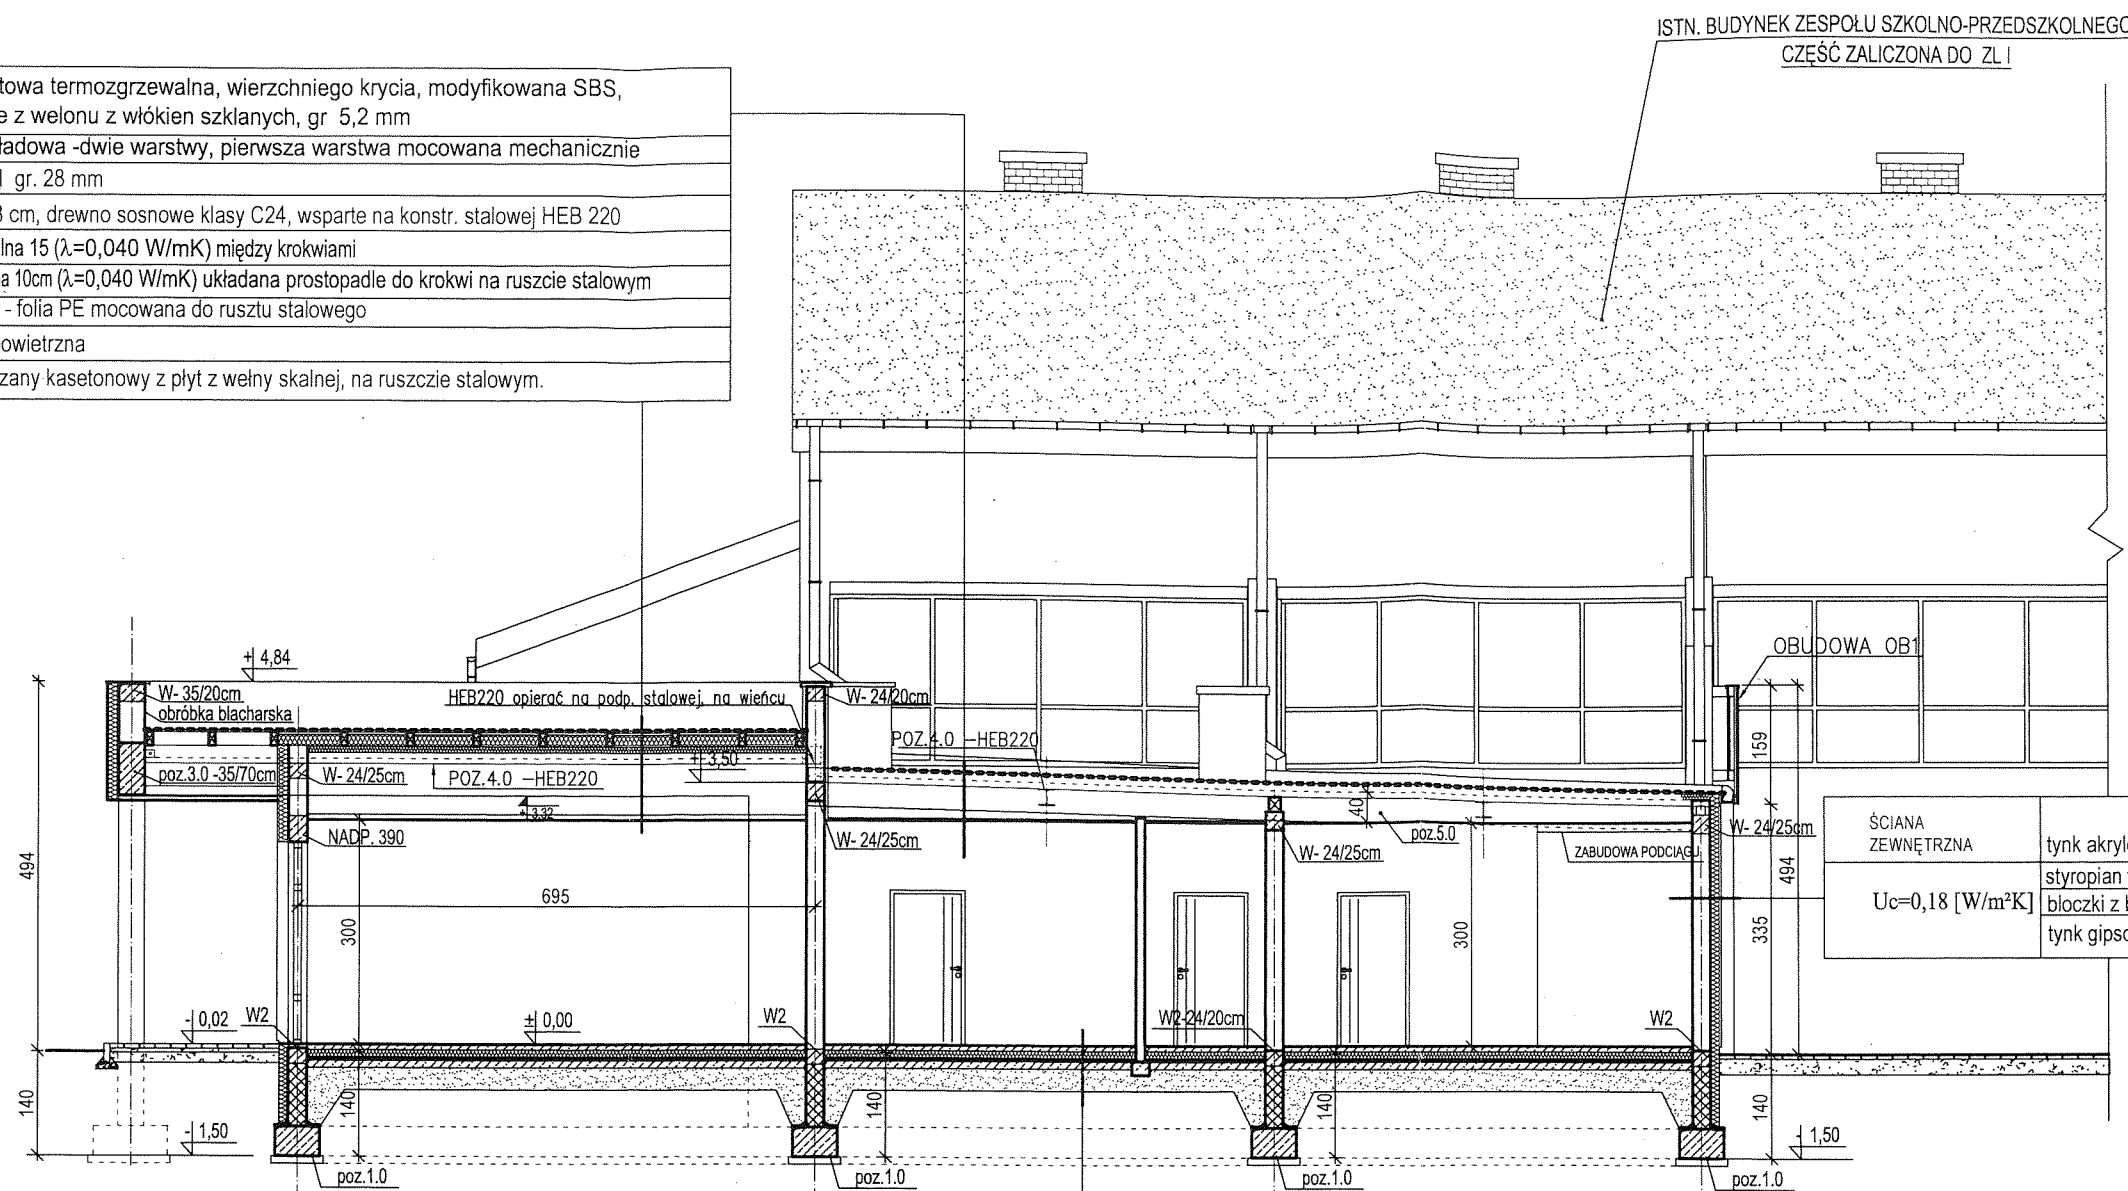 ISTN. BUDYNEK ZESPOŁU SZKOLNO-PRZEDSZKOLNEGO
CZĘŚĆ ZALICZONA DO ZL I
towa termozgrzewalna, wierzchniego krycia, modyfikowana SBS,
e z welonu z włókien szklanych, gr 5,2 mm
ładowa -dwie warstwy, pierwsza warstwa mocowana mechanicznie
gr. 28 mm
cm, drewno sosnowe klasy C24, wsparte na konstr. stalowej HEB 220
lna 15 (λ=0,040 W/mK) między krokwiami
a 10cm (λ=0,040 W/mK) układana prostopadle do krokwi na ruszcie stalowym
- folia PE mocowana do rusztu stalowego
owietrzna
zany kasetonowy z płyt z wełny skalnej, na ruszczie stalowym.
+ 4,84
W- 35/20cm
obróbka blacharska
HEB220 opierać na podp. stalowej, na wieńcu
W- 24/20cm
OBUDOWA OB1
POZ.4.0 -HEB220
+ 3,50
159
poz.3.0 -35/70cm
W- 24/25cm
POZ.4.0 -HEB220
+ 3,32
40
NADP. 390
W- 24/25cm
W- 24/25cm
poz.5.0
ZABUDOWA PODCIĄGU
W- 24/25cm
ŚCIANA
ZEWNĘTRZNA
tynk akryl
styropian
Uc=0,18 [W/m²K]
bloczki z
tynk gipso
494
494
695
300
300
335
- 0,02
W2
± 0,00
W2
W2-24/20cm
W2
140
140
140
140
140
- 1,50
- 1,50
poz.1.0
poz.1.0
poz.1.0
poz.1.0